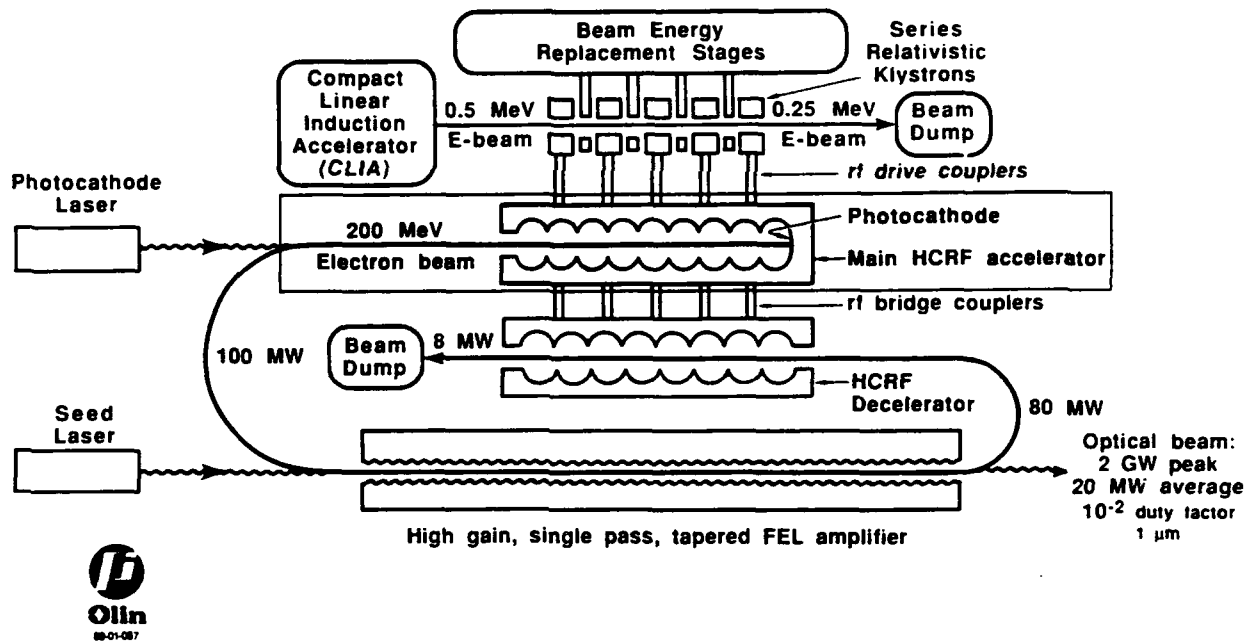 Beam Energy
Replacement Stages
Series
Relativistic
Klystrons
Compact
Linear
Induction
Accelerator
(CLIA)
0.5 MeV
E-beam
0.25 MeV
E-beam
Beam
Dump
rf drive couplers
Photocathode
Laser
200 MeV
Electron beam
Photocathode
Main HCRF accelerator
rf bridge couplers
100 MW
Beam
Dump
8 MW
HCRF
Decelerator
80 MW
Seed
Laser
Optical beam:
2 GW peak
20 MW average
10⁻² duty factor
1 μm
High gain, single pass, tapered FEL amplifier
Olin